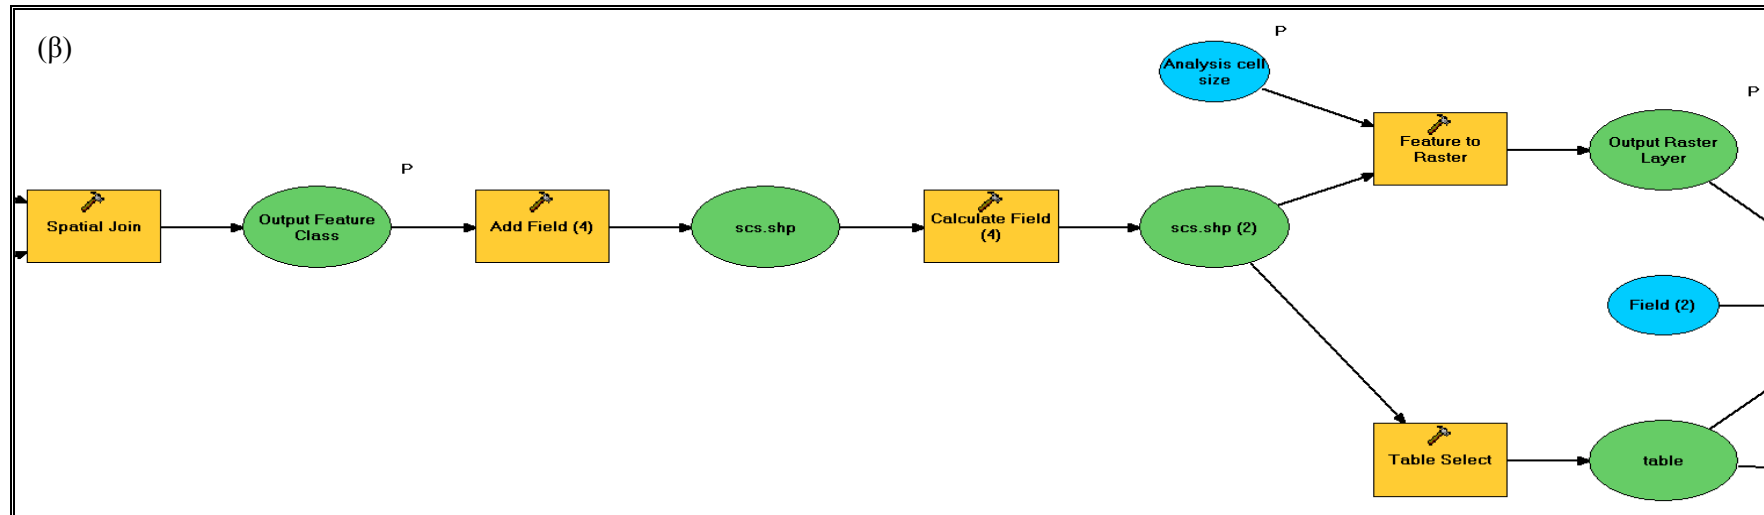 (β)
P
Analysis cell
size
P
Feature to
Raster
Output Raster
Layer
P
Spatial Join
Output Feature
Class
Add Field (4)
scs.shp
Calculate Field
(4)
scs.shp (2)
Field (2)
Table Select
table